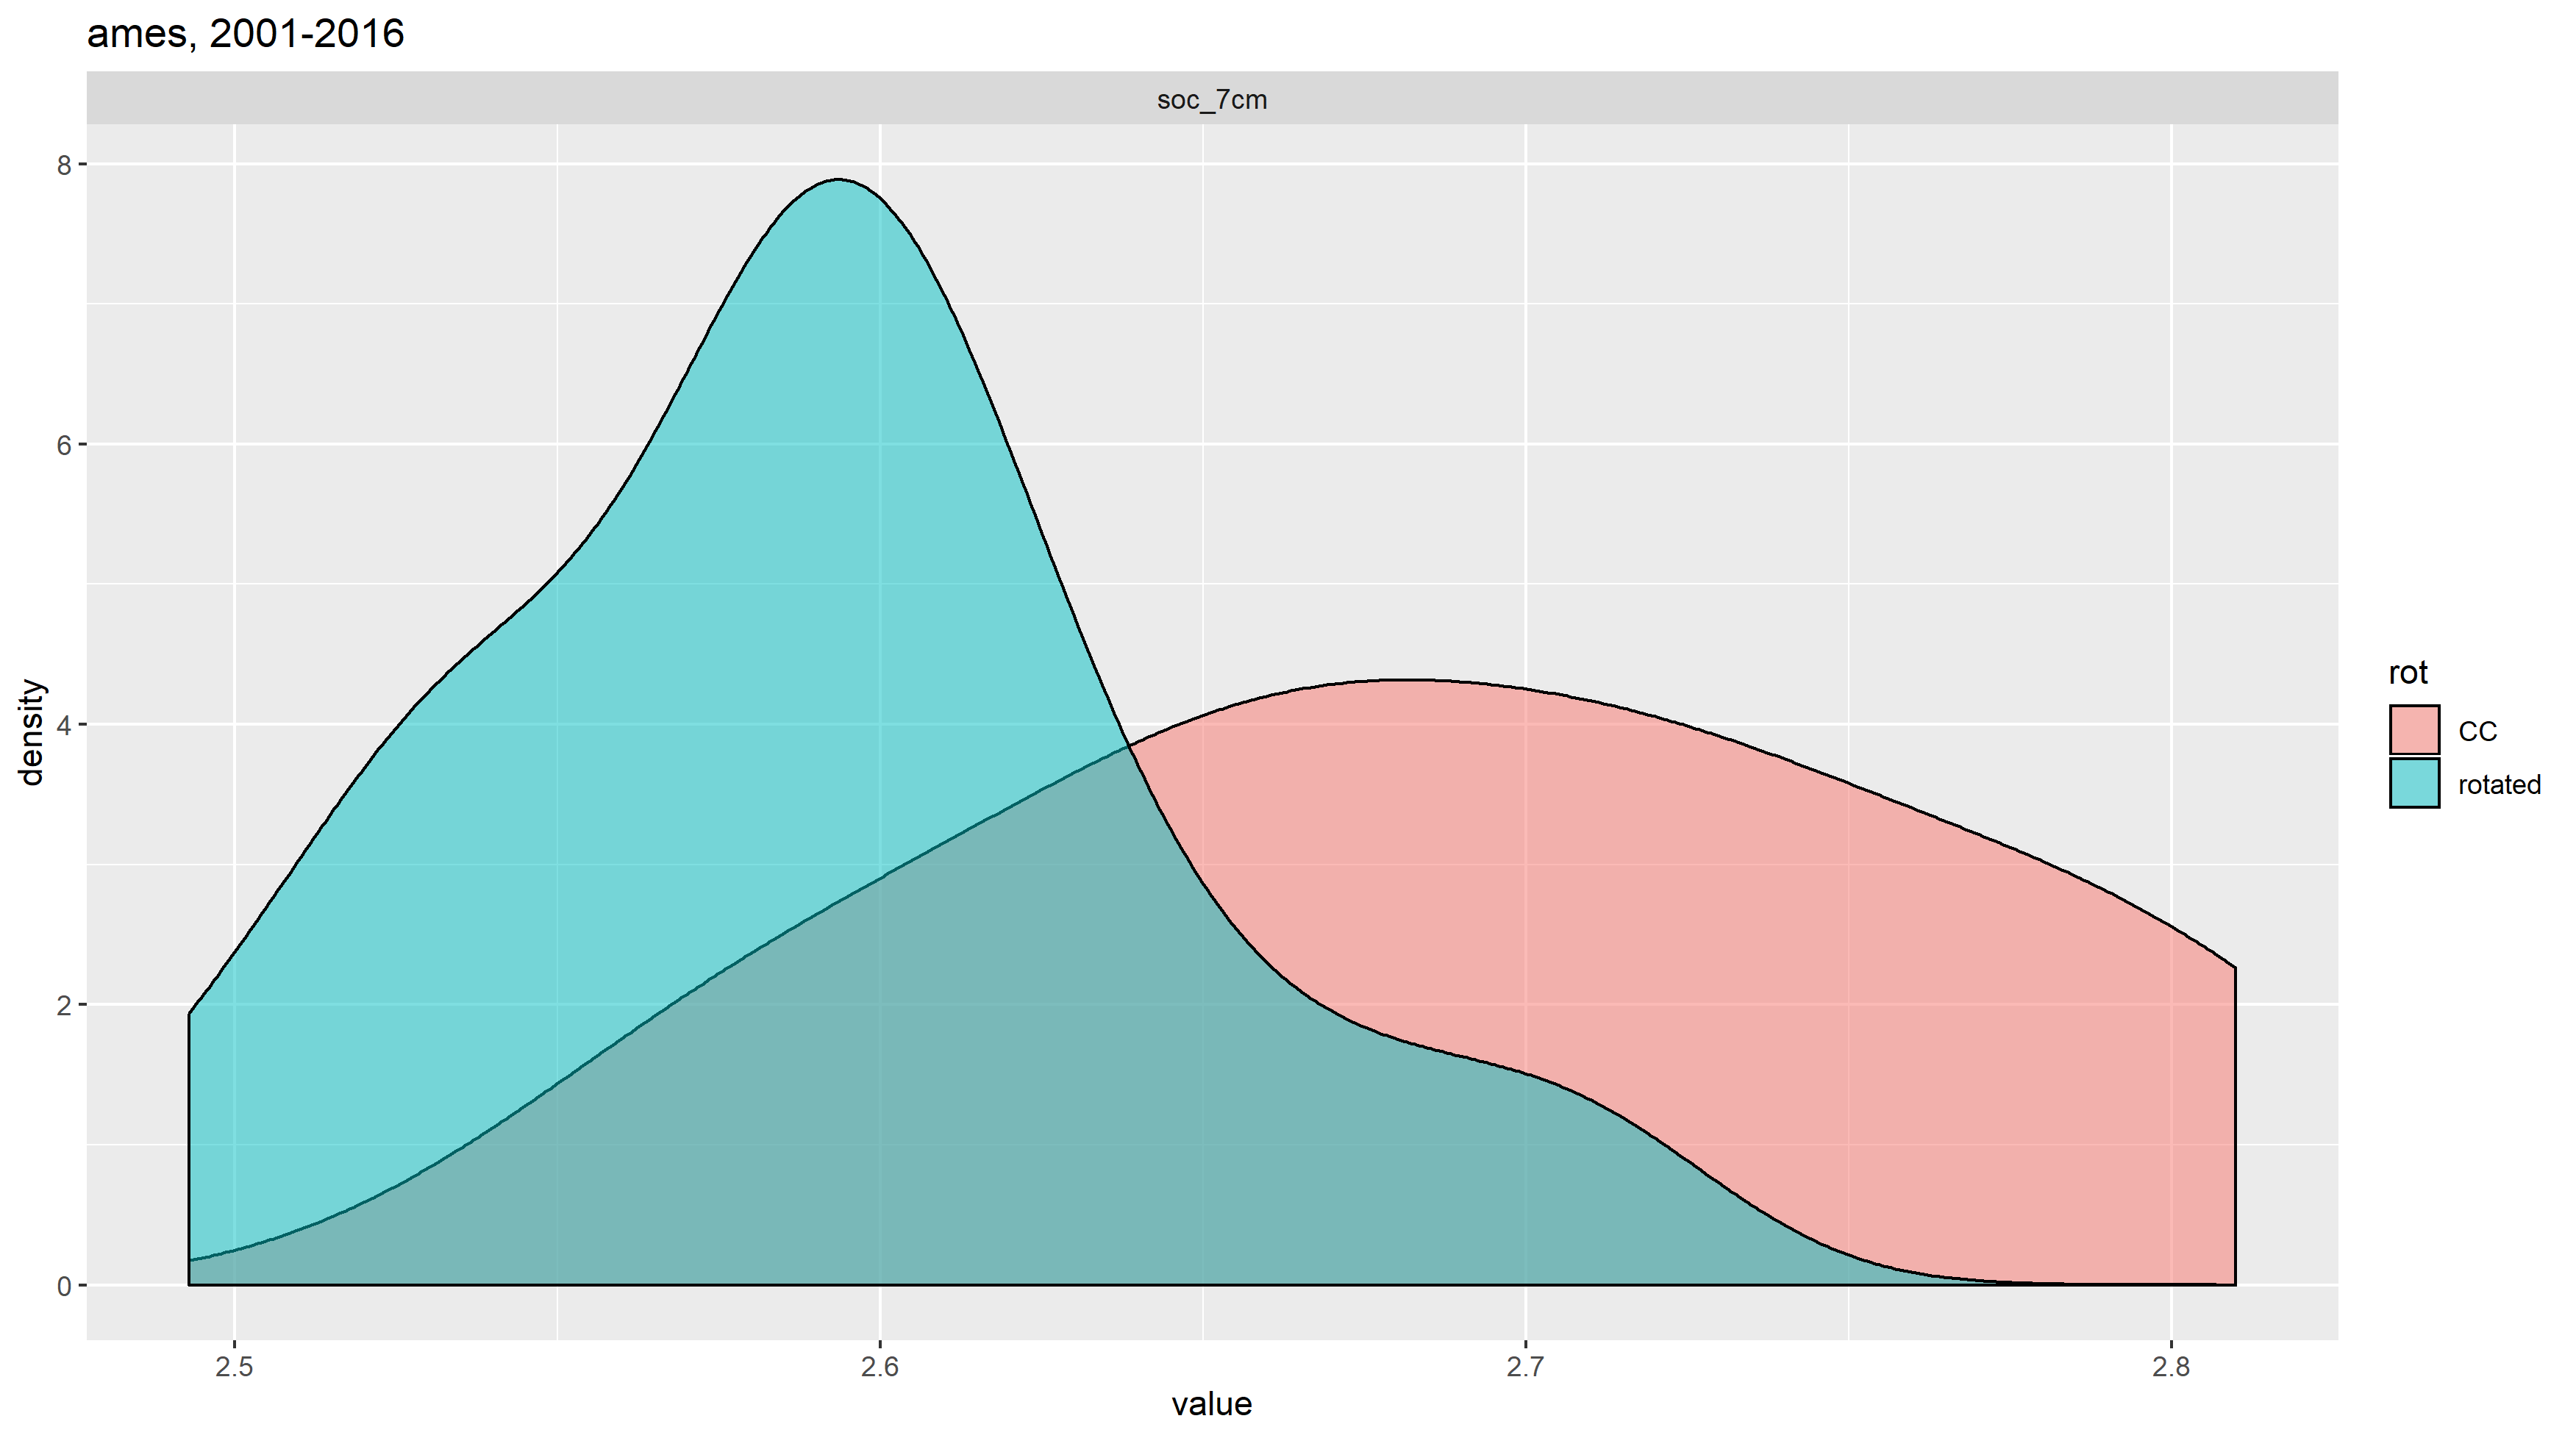 ames, 2001-2016
soc_7cm
8
6
4
2
0
density
2.5 2.6 2.7 2.8
value
rot
CC
rotated